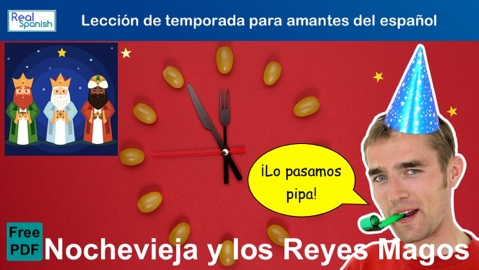 Real
Spanish
Lección de temporada para amantes del español
¡Lo pasamos
pipa!
Free
PDF
Nochevieja y los Reyes Magos